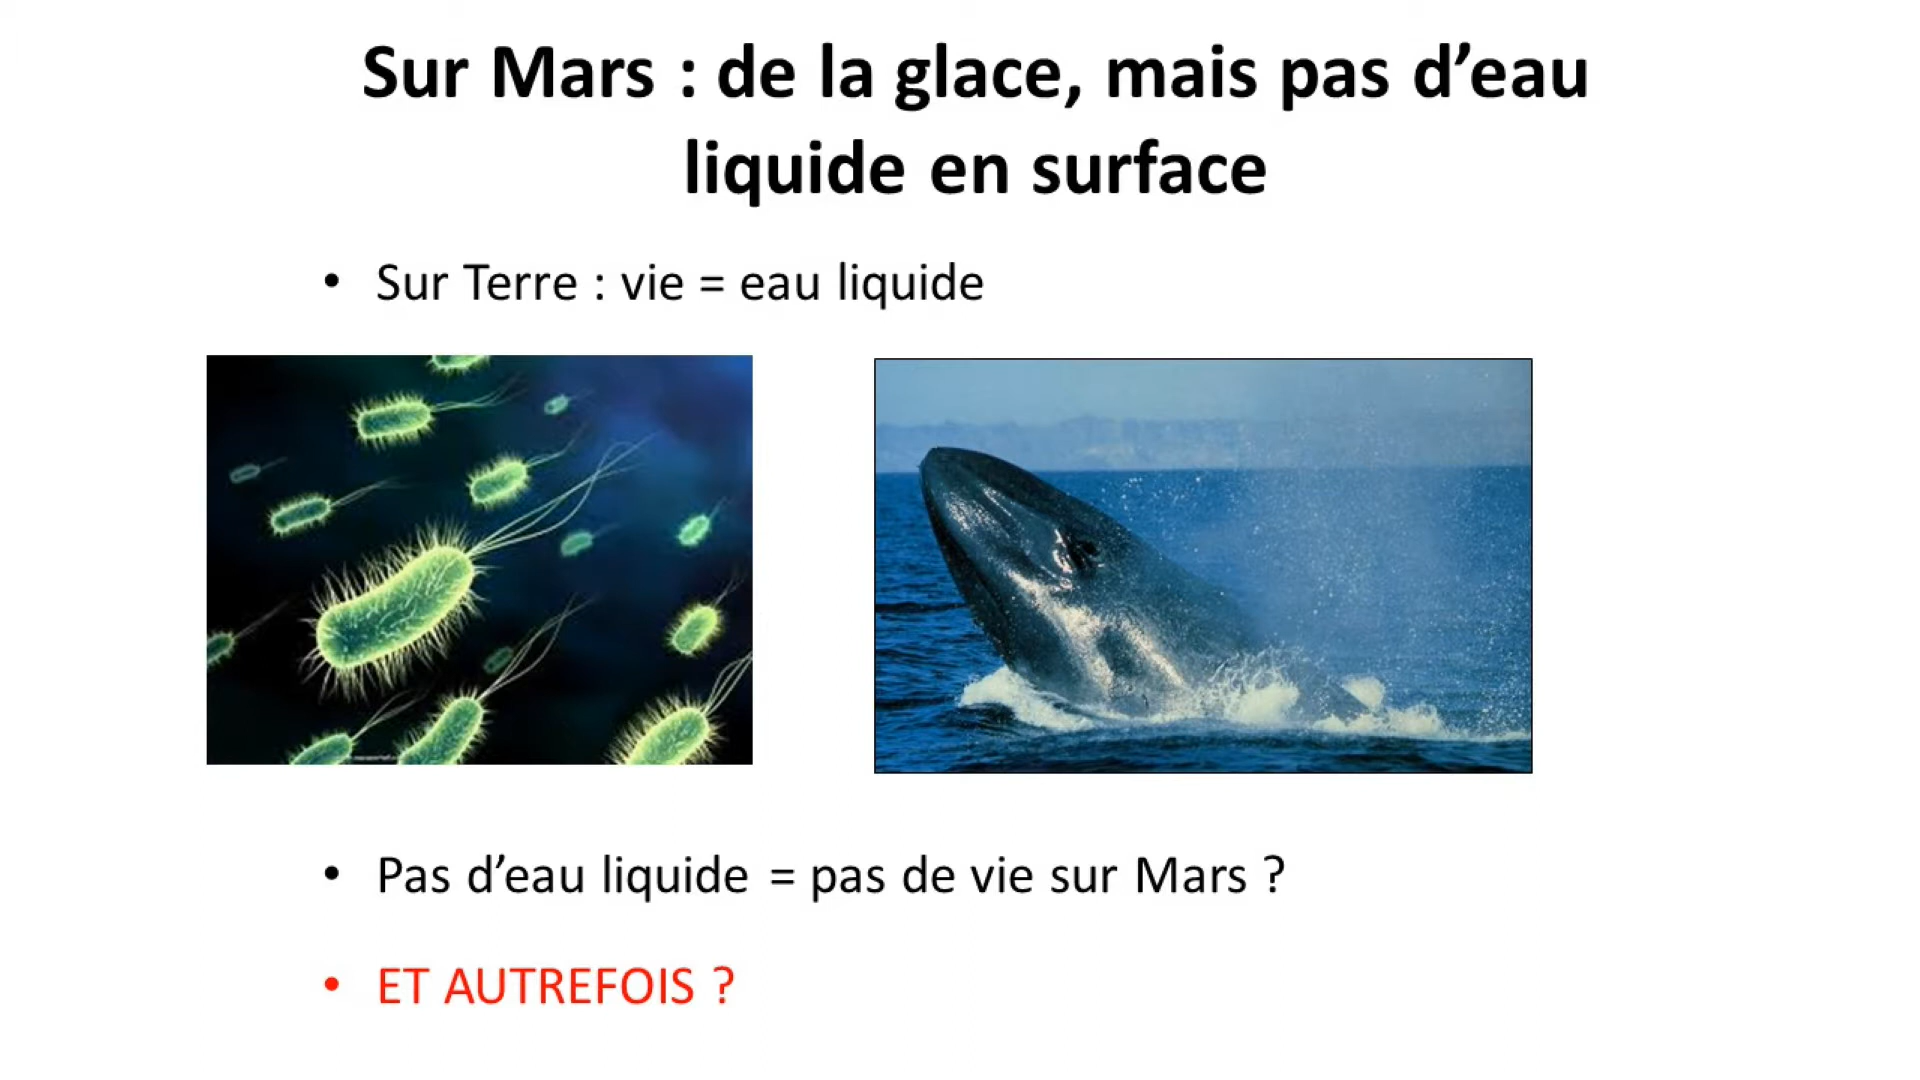 Sur Mars : de la glace, mais pas d’eau
liquide en surface
• Sur Terre : vie = eau liquide
• Pas d’eau liquide = pas de vie sur Mars ?
• ET AUTREFOIS ?